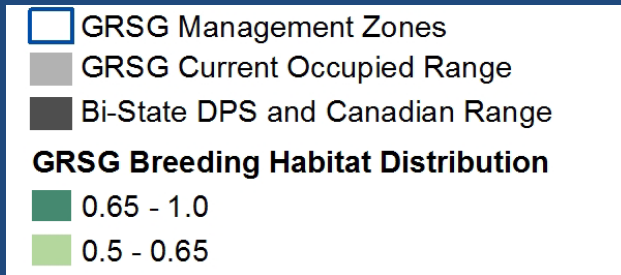 GRSG Management Zones
GRSG Current Occupied Range
Bi-State DPS and Canadian Range
GRSG Breeding Habitat Distribution
0.65 - 1.0
0.5 - 0.65